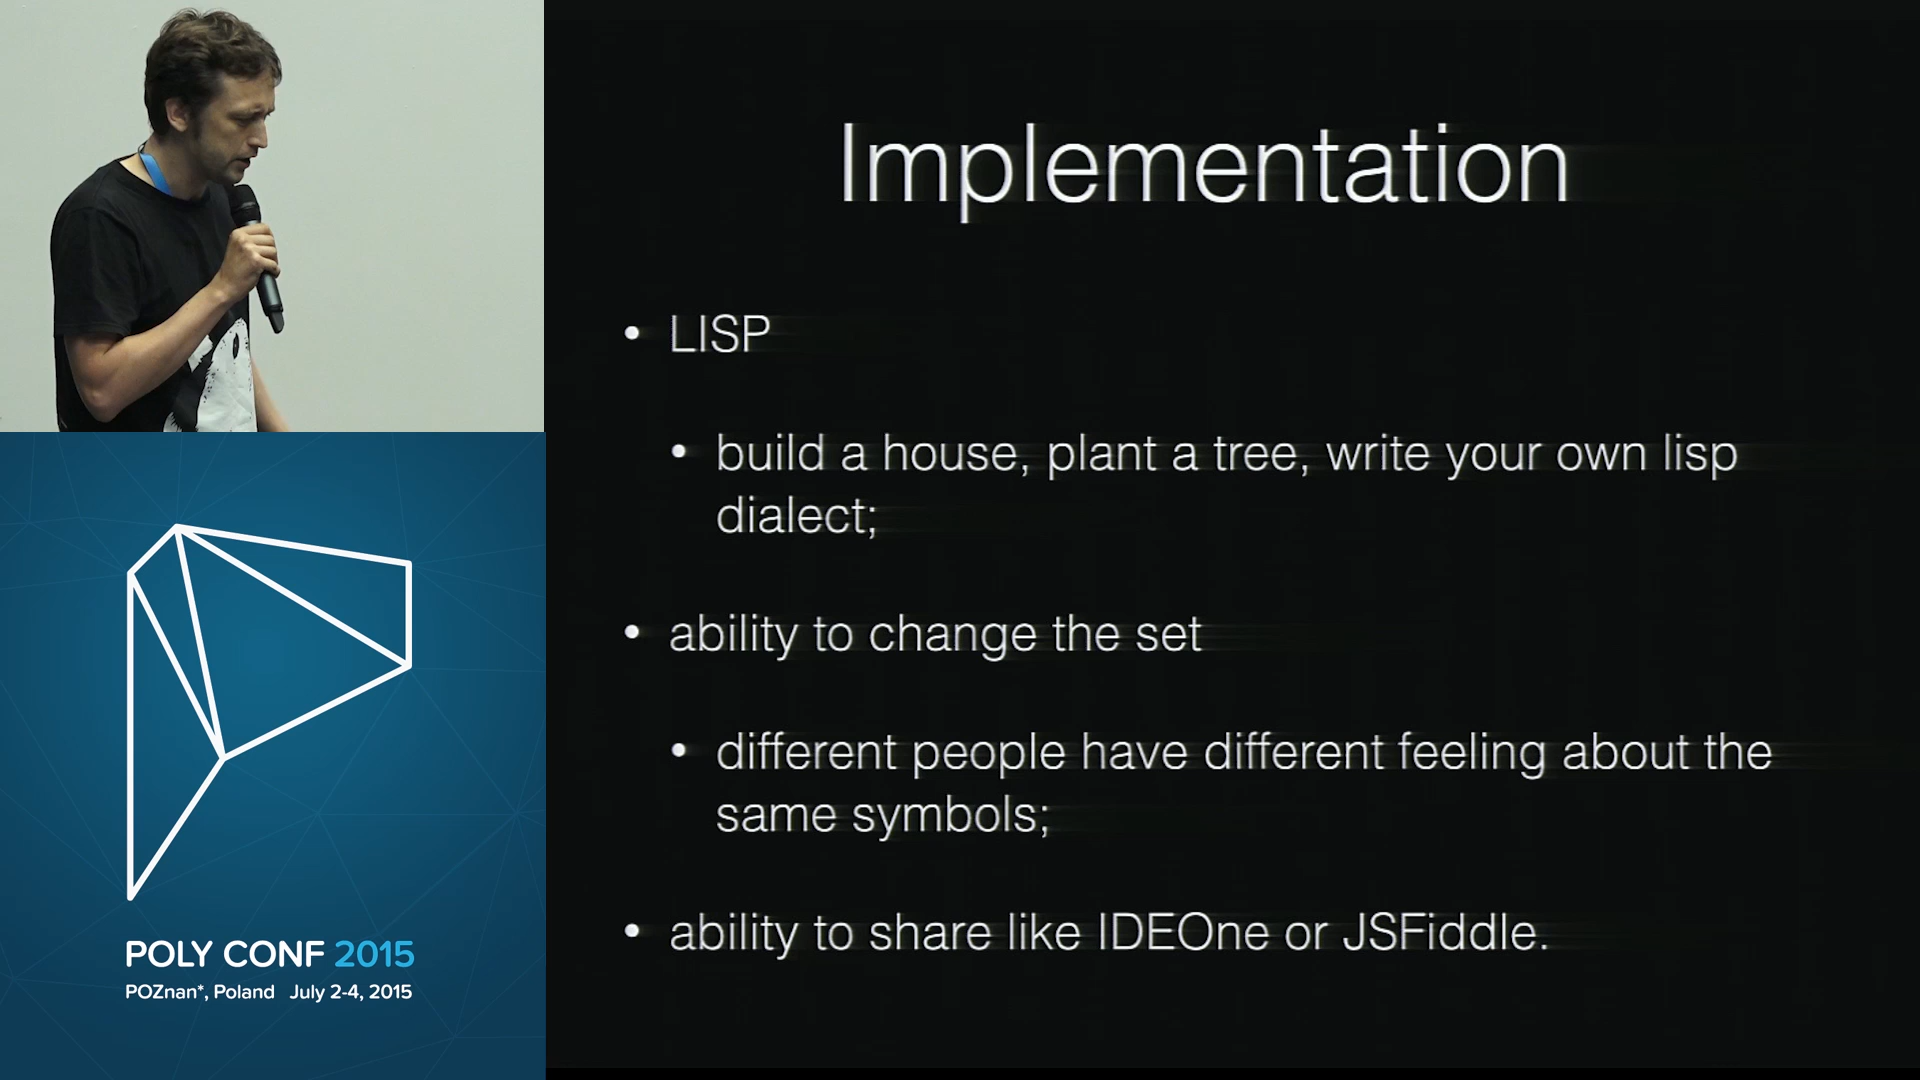 Implementation
• LISP
• build a house, plant a tree, write your own lisp
dialect;
• ability to change the set
• different people have different feeling about the
same symbols;
• ability to share like IDEOne or JSFiddle.
POLY CONF 2015
POZnan*, Poland July 2-4, 2015